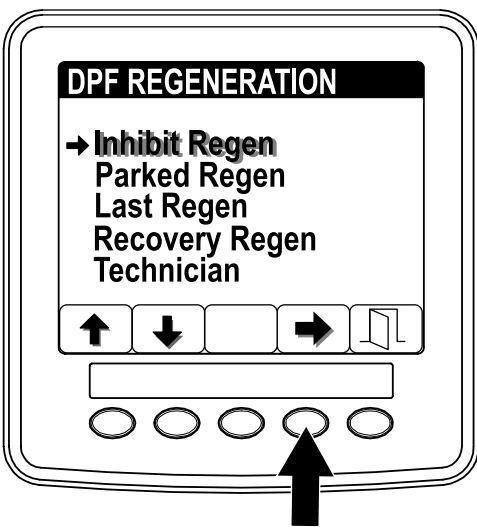 DPF REGENERATION
Inhibit Regen
Parked Regen
Last Regen
Recovery Regen
Technician